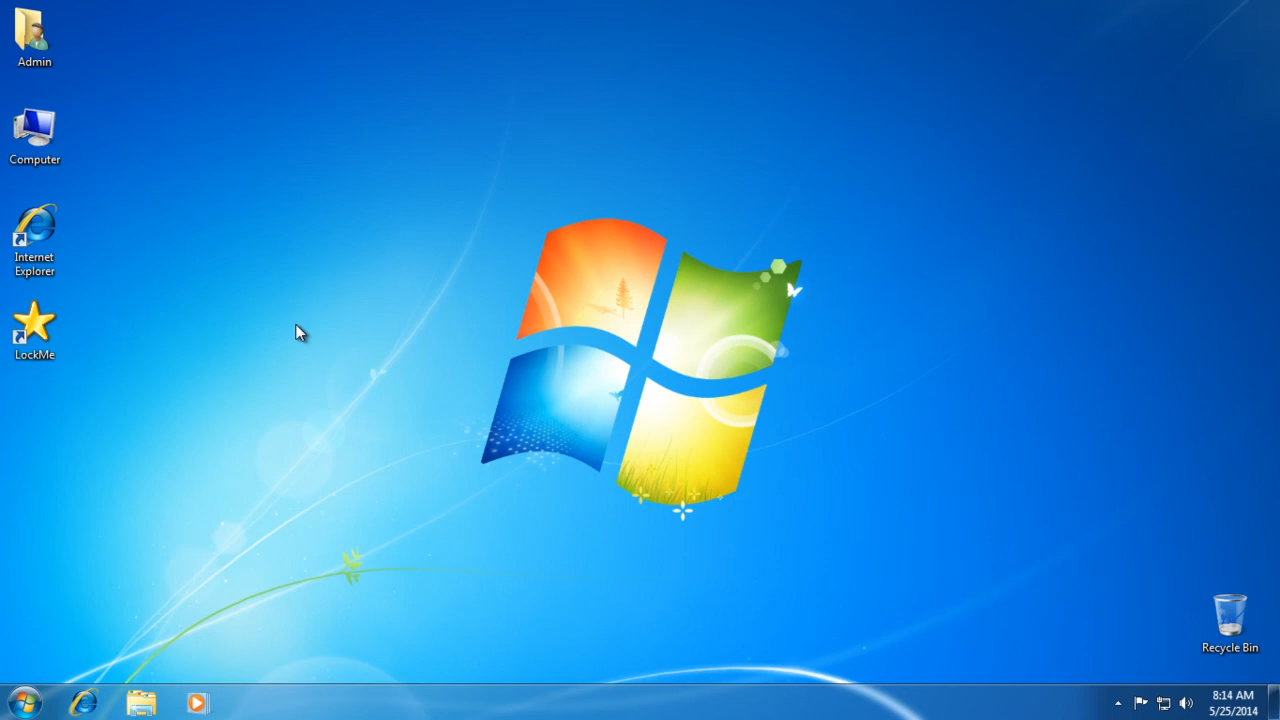 Admin
Computer
Internet
Explorer
LockMe
Recycle Bin
8:14 AM
5/25/2014